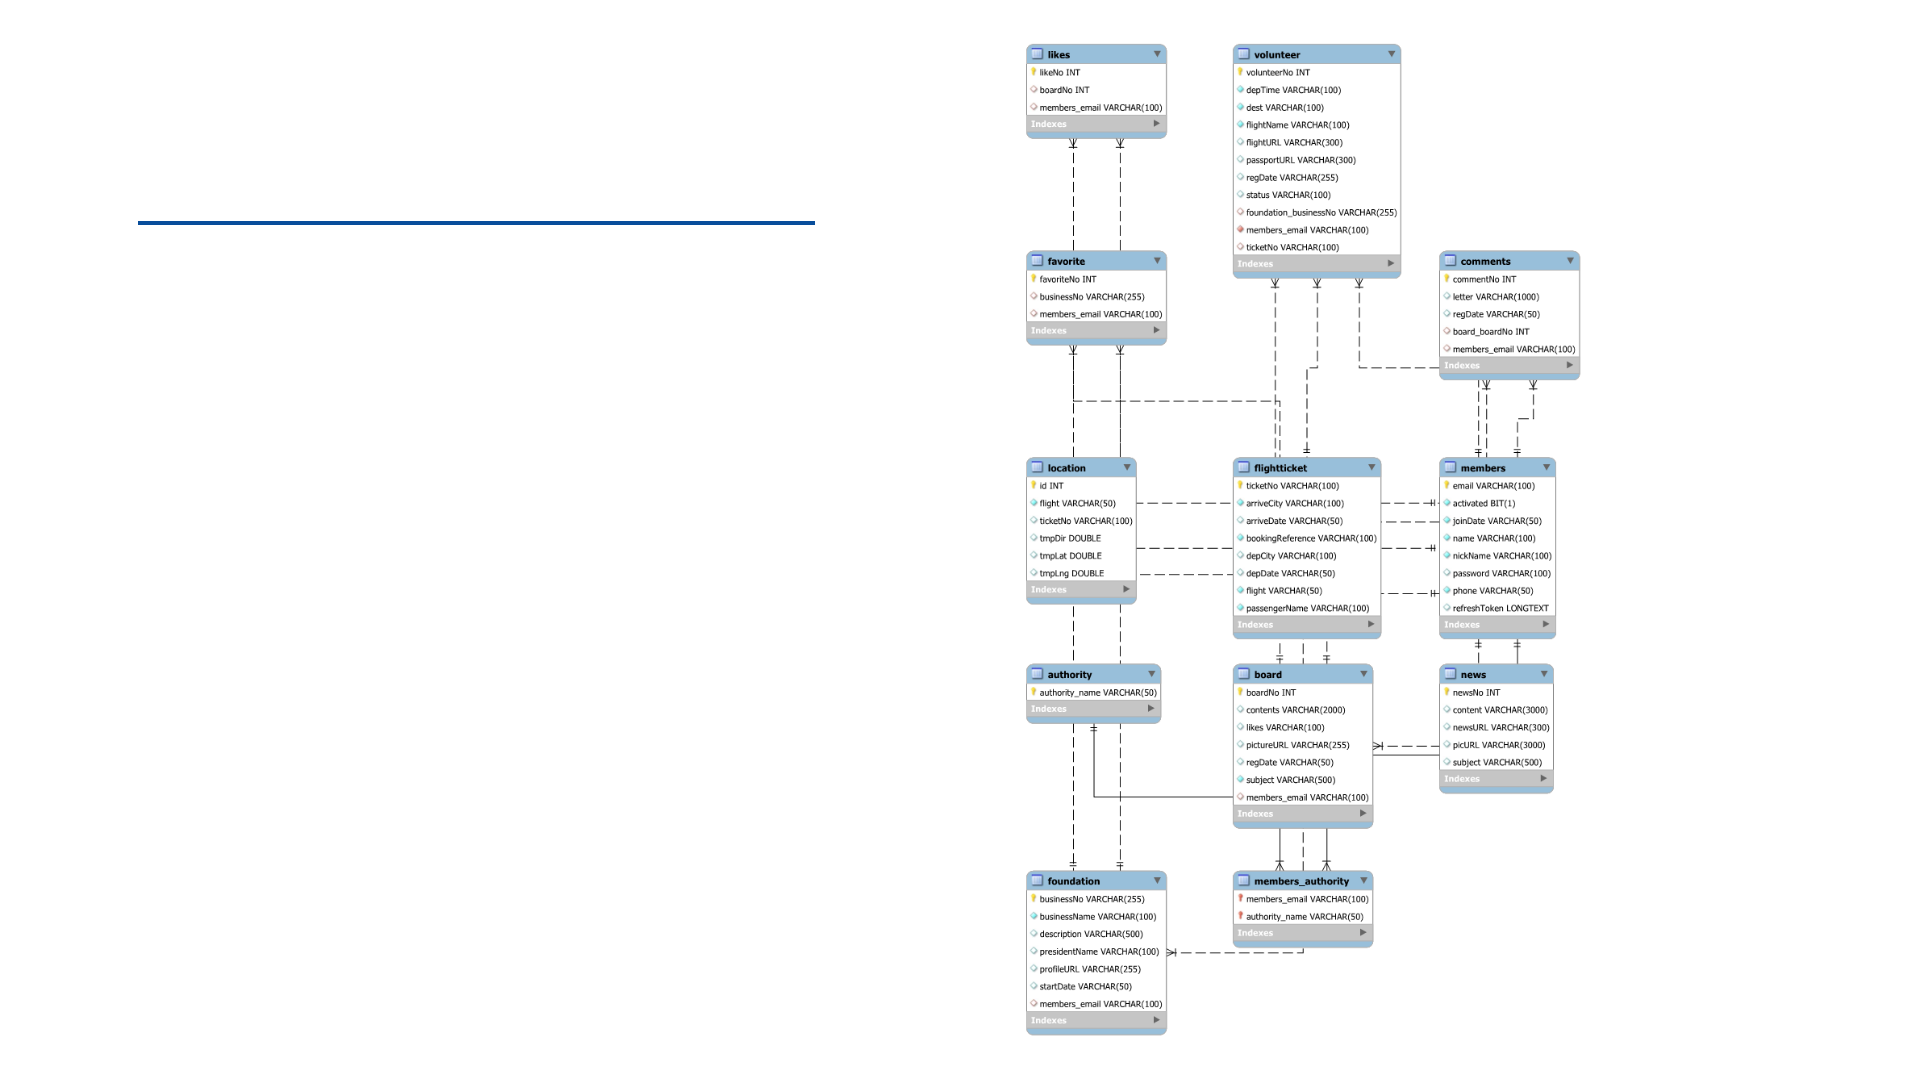 likes
likeNo INT
boardNo INT
members_email VARCHAR(100)
Indexes
volunteer
volunteerNo INT
depTime VARCHAR(100)
dest VARCHAR(100)
flightName VARCHAR(100)
flightURL VARCHAR(300)
passportURL VARCHAR(300)
regDate VARCHAR(255)
status VARCHAR(100)
foundation_businessNo VARCHAR(255)
members_email VARCHAR(100)
ticketNo VARCHAR(100)
Indexes
favorite
favoriteNo INT
businessNo VARCHAR(255)
members_email VARCHAR(100)
Indexes
comments
commentNo INT
letter VARCHAR(1000)
regDate VARCHAR(50)
board_boardNo INT
members_email VARCHAR(100)
Indexes
location
id INT
flight VARCHAR(50)
ticketNo VARCHAR(100)
tmpDir DOUBLE
tmpLat DOUBLE
tmpLng DOUBLE
Indexes
flightticket
ticketNo VARCHAR(100)
arriveCity VARCHAR(100)
arriveDate VARCHAR(50)
bookingReference VARCHAR(100)
depCity VARCHAR(100)
depDate VARCHAR(50)
flight VARCHAR(50)
passengerName VARCHAR(100)
Indexes
members
email VARCHAR(100)
activated BIT(1)
joinDate VARCHAR(50)
name VARCHAR(100)
nickName VARCHAR(100)
password VARCHAR(100)
phone VARCHAR(50)
refreshToken LONGTEXT
Indexes
authority
authority_name VARCHAR(50)
Indexes
board
boardNo INT
contents VARCHAR(2000)
likes VARCHAR(100)
pictureURL VARCHAR(255)
regDate VARCHAR(50)
subject VARCHAR(500)
members_email VARCHAR(100)
Indexes
news
newsNo INT
content VARCHAR(3000)
newsURL VARCHAR(300)
picURL VARCHAR(3000)
subject VARCHAR(500)
Indexes
foundation
businessNo VARCHAR(255)
businessName VARCHAR(100)
description VARCHAR(500)
presidentName VARCHAR(100)
profileURL VARCHAR(255)
startDate VARCHAR(50)
members_email VARCHAR(100)
Indexes
members_authority
members_email VARCHAR(100)
authority_name VARCHAR(50)
Indexes